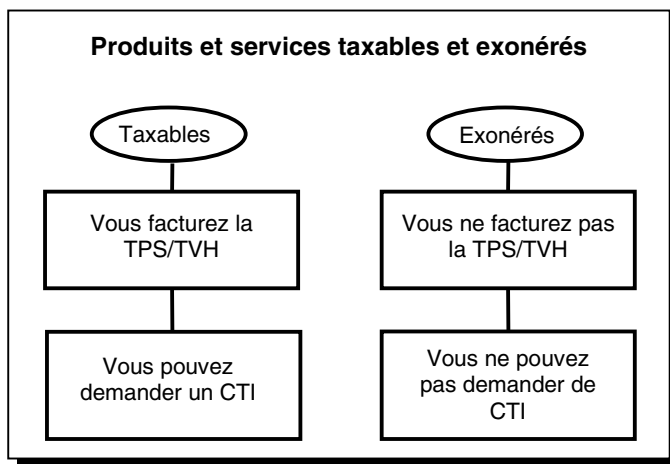 Produits et services taxables et exonérés
Taxables
Vous facturez la
TPS/TVH
Vous pouvez
demander un CTI
Exonérés
Vous ne facturez pas
la TPS/TVH
Vous ne pouvez
pas demander de
CTI